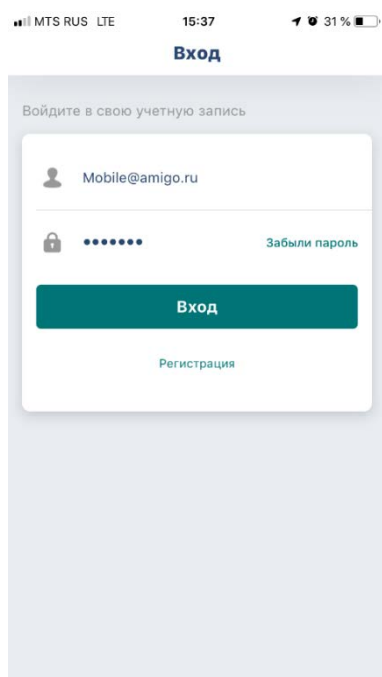 MTS RUS LTE 15:37 31 %
Вход
Войдите в свою учетную запись
Mobile@amigo.ru
••••••• Забыли пароль
Вход
Регистрация